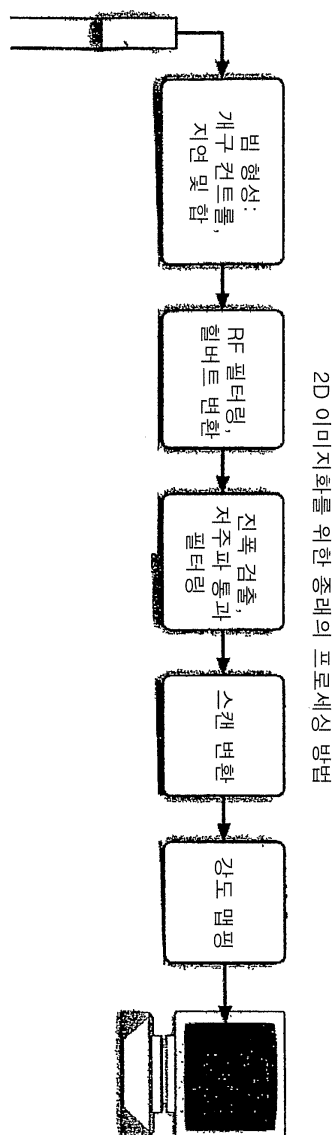 2D 이미지화를 위한 종래의 프로세싱 방법
빔 형성:
개구 컨트롤,
지연 및 합
RF 필터링,
힐버트 변환
진폭 검출,
저주파 통과
필터링
스캔 변환
강도 맵핑